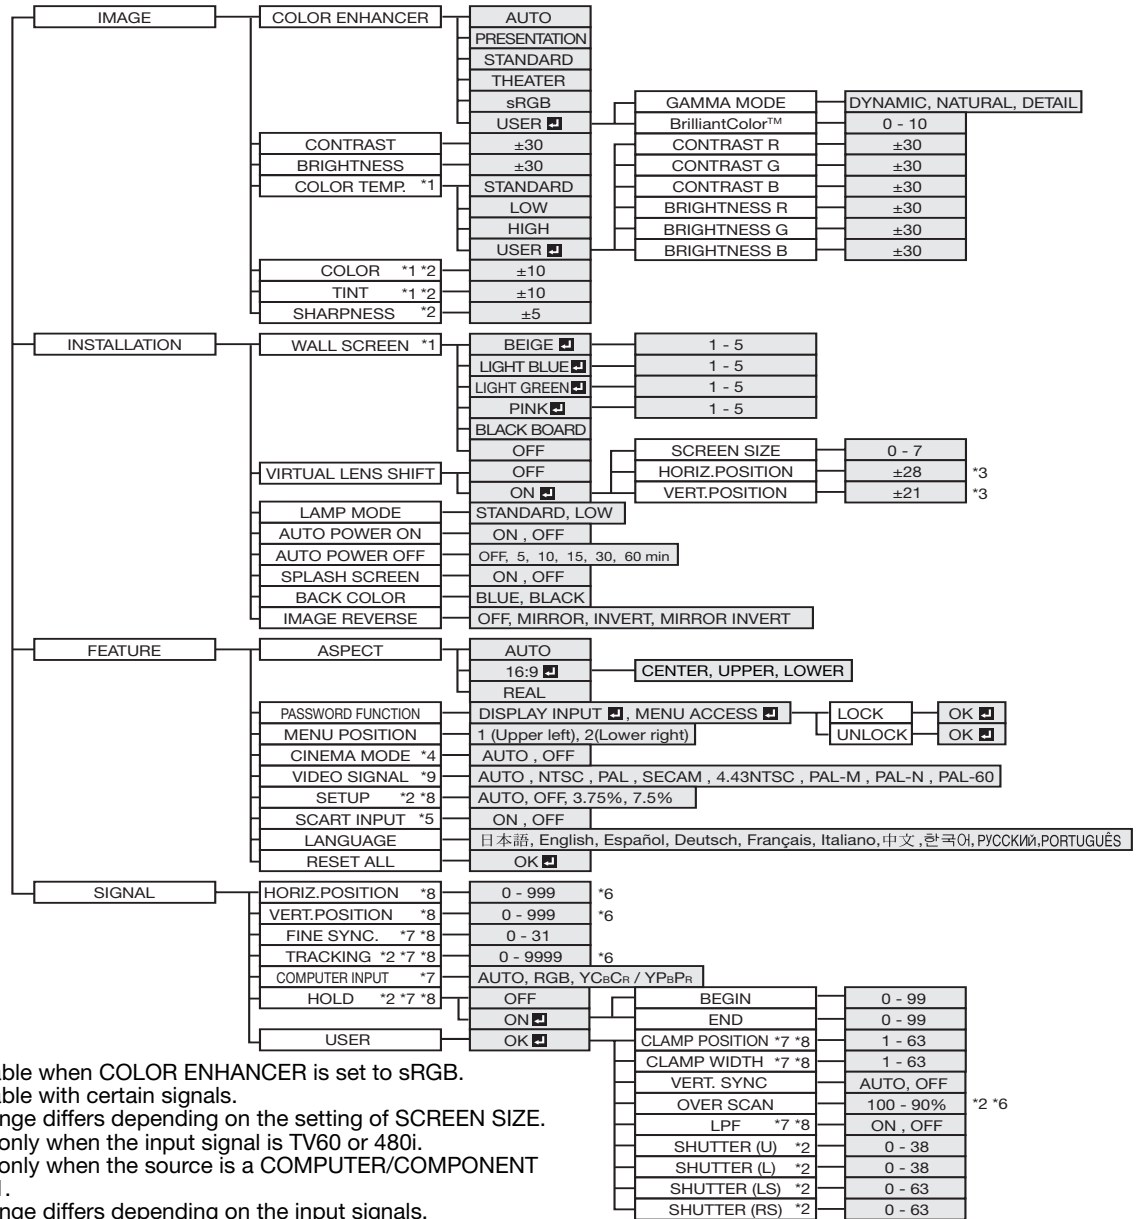 IMAGE COLOR ENHANCER AUTO
PRESENTATION
STANDARD
THEATER
sRGB GAMMA MODE DYNAMIC, NATURAL, DETAIL
USER BrilliantColor™ 0 - 10
CONTRAST ±30 CONTRAST R ±30
BRIGHTNESS ±30 CONTRAST G ±30
COLOR TEMP. *1 STANDARD CONTRAST B ±30
LOW BRIGHTNESS R ±30
HIGH BRIGHTNESS G ±30
USER BRIGHTNESS B ±30
COLOR *1 *2 ±10
TINT *1 *2 ±10
SHARPNESS *2 ±5
INSTALLATION WALL SCREEN *1 BEIGE 1 - 5
LIGHT BLUE 1 - 5
LIGHT GREEN 1 - 5
PINK 1 - 5
BLACK BOARD
OFF SCREEN SIZE 0 - 7
VIRTUAL LENS SHIFT OFF HORIZ.POSITION ±28 *3
ON VERT.POSITION ±21 *3
LAMP MODE STANDARD, LOW
AUTO POWER ON ON , OFF
AUTO POWER OFF OFF, 5, 10, 15, 30, 60 min
SPLASH SCREEN ON , OFF
BACK COLOR BLUE, BLACK
IMAGE REVERSE OFF, MIRROR, INVERT, MIRROR INVERT
FEATURE ASPECT AUTO
16:9 CENTER, UPPER, LOWER
REAL
PASSWORD FUNCTION DISPLAY INPUT , MENU ACCESS LOCK OK
MENU POSITION 1 (Upper left), 2(Lower right) UNLOCK OK
CINEMA MODE *4 AUTO , OFF
VIDEO SIGNAL *9 AUTO , NTSC , PAL , SECAM , 4.43NTSC , PAL-M , PAL-N , PAL-60
SETUP *2 *8 AUTO, OFF, 3.75%, 7.5%
SCART INPUT *5 ON , OFF
LANGUAGE 日本語, English, Español, Deutsch, Français, Italiano, 中文 , 한국어, РУССКИЙ, PORTUGUÊS
RESET ALL OK
SIGNAL HORIZ.POSITION *8 0 - 999 *6
VERT.POSITION *8 0 - 999 *6
FINE SYNC. *7 *8 0 - 31
TRACKING *2 *7 *8 0 - 9999 *6
COMPUTER INPUT *7 AUTO, RGB, YCBCR / YPBPR
HOLD *2 *7 *8 OFF BEGIN 0 - 99
ON END 0 - 99
USER OK CLAMP POSITION *7 *8 1 - 63
CLAMP WIDTH *7 *8 1 - 63
VERT. SYNC AUTO, OFF
OVER SCAN 100 - 90% *2 *6
LPF *7 *8 ON , OFF
SHUTTER (U) *2 0 - 38
SHUTTER (L) *2 0 - 38
SHUTTER (LS) *2 0 - 63
SHUTTER (RS) *2 0 - 63
able when COLOR ENHANCER is set to sRGB.
able with certain signals.
nge differs depending on the setting of SCREEN SIZE.
only when the input signal is TV60 or 480i.
only when the source is a COMPUTER/COMPONENT
nge differs depending on the input signals.